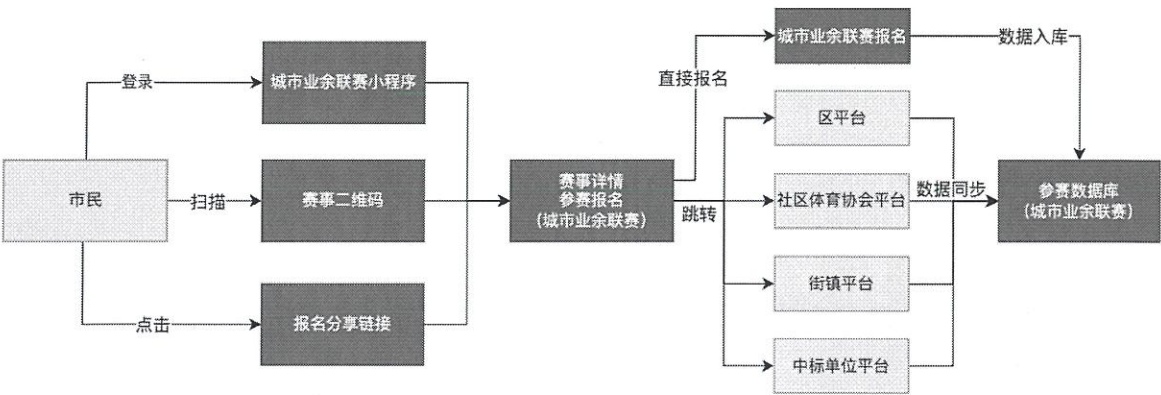 市民
登录
扫描
点击
城市业余联赛小程序
赛事二维码
报名分享链接
赛事详情
参赛报名
(城市业余联赛)
直接报名
跳转
城市业余联赛报名
区平台
社区体育协会平台
街镇平台
中标单位平台
数据入库
数据同步
参赛数据库
(城市业余联赛)